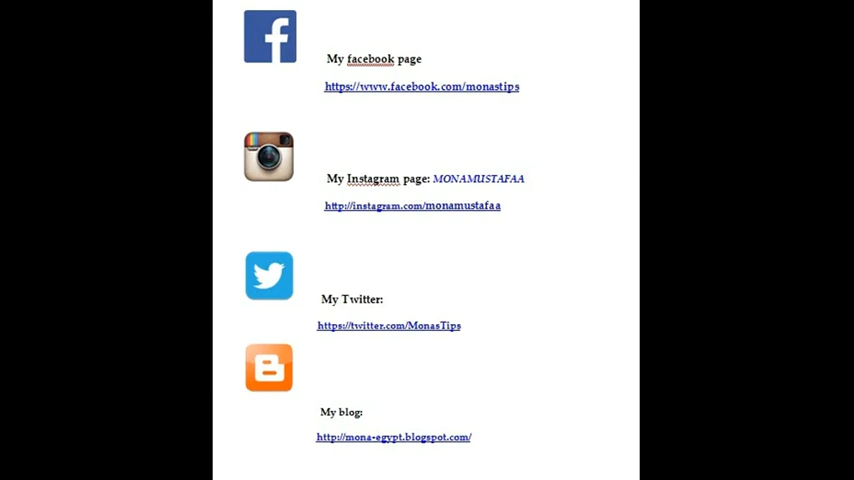 My facebook page
https://www.facebook.com/monastips
My Instagram page: MONAMUSTAFAA
http://instagram.com/monamustafaa
My Twitter:
https://twitter.com/MonasTips
My blog:
http://mona-egypt.blogspot.com/